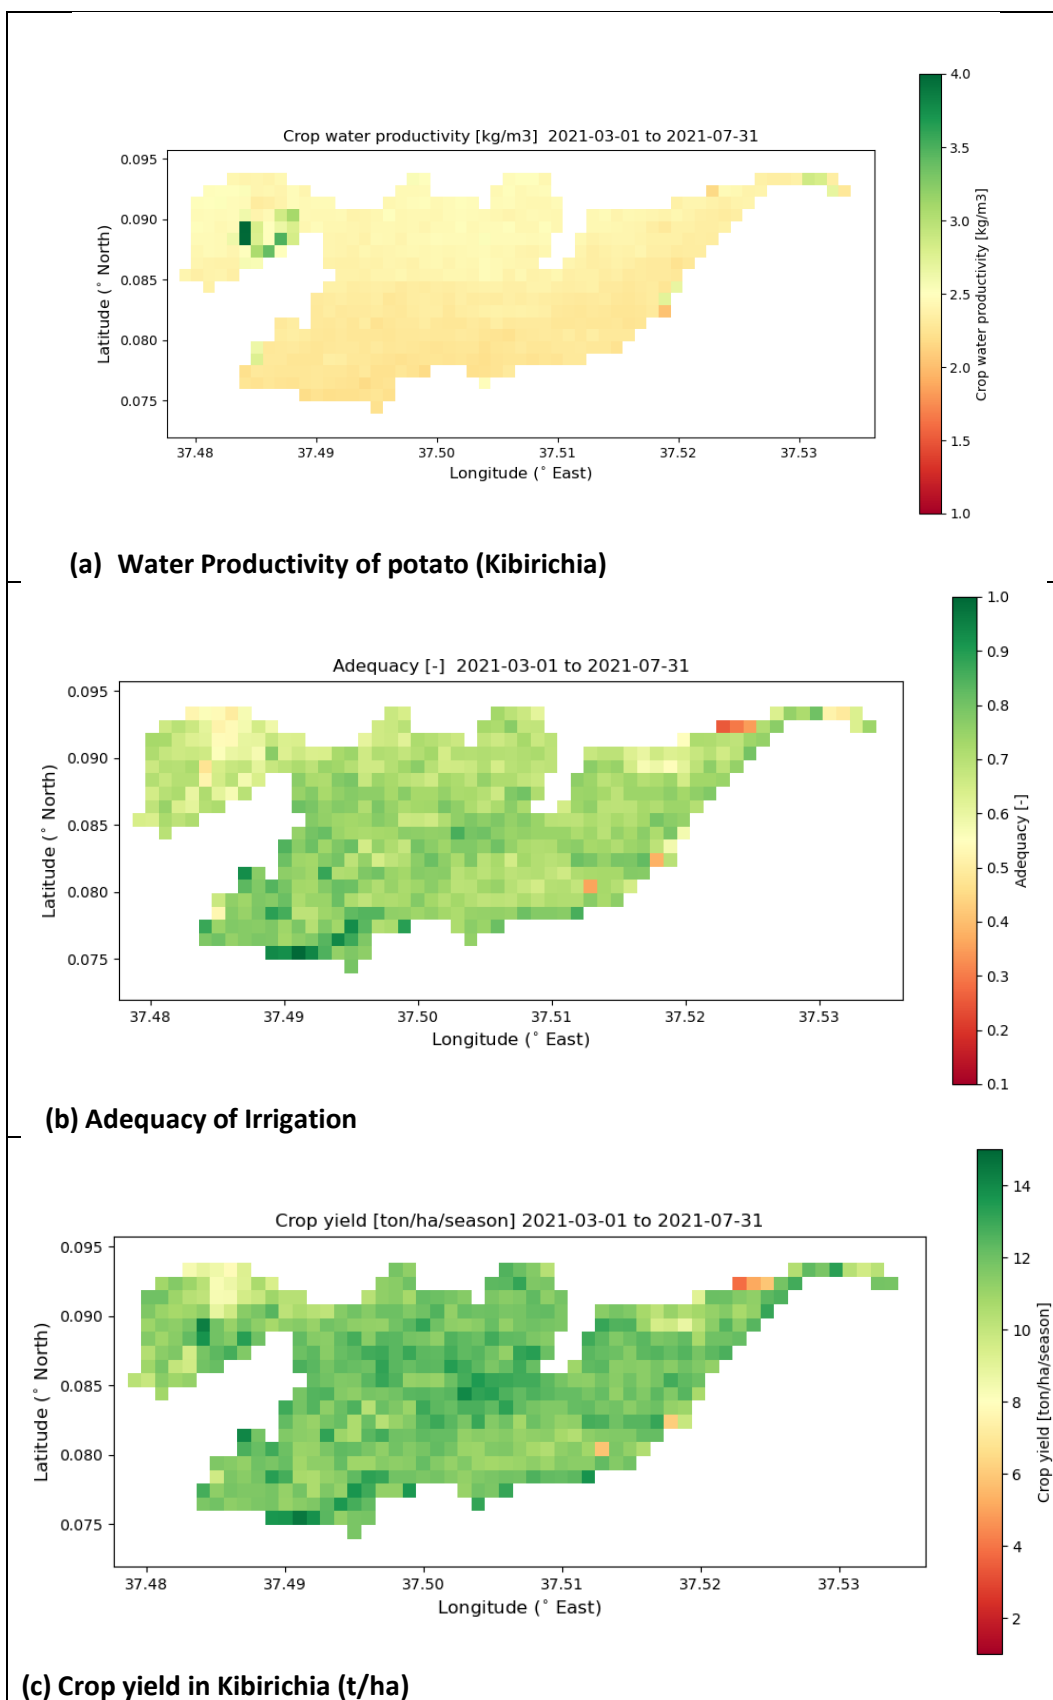 Crop water productivity [kg/m3] 2021-03-01 to 2021-07-31
4.0
3.5
3.0
2.5
2.0
1.5
1.0
Crop water productivity [kg/m3]
0.095
0.090
0.085
0.080
0.075
Latitude (° North)
37.48 37.49 37.50 37.51 37.52 37.53
Longitude (° East)
(a) Water Productivity of potato (Kibirichia)
Adequacy [-] 2021-03-01 to 2021-07-31
1.0
0.9
0.8
0.7
0.6
0.5
0.4
0.3
0.2
0.1
Adequacy [-]
0.095
0.090
0.085
0.080
0.075
Latitude (° North)
37.48 37.49 37.50 37.51 37.52 37.53
Longitude (° East)
(b) Adequacy of Irrigation
Crop yield [ton/ha/season] 2021-03-01 to 2021-07-31
14
12
10
8
6
4
2
Crop yield [ton/ha/season]
0.095
0.090
0.085
0.080
0.075
Latitude (° North)
37.48 37.49 37.50 37.51 37.52 37.53
Longitude (° East)
(c) Crop yield in Kibirichia (t/ha)